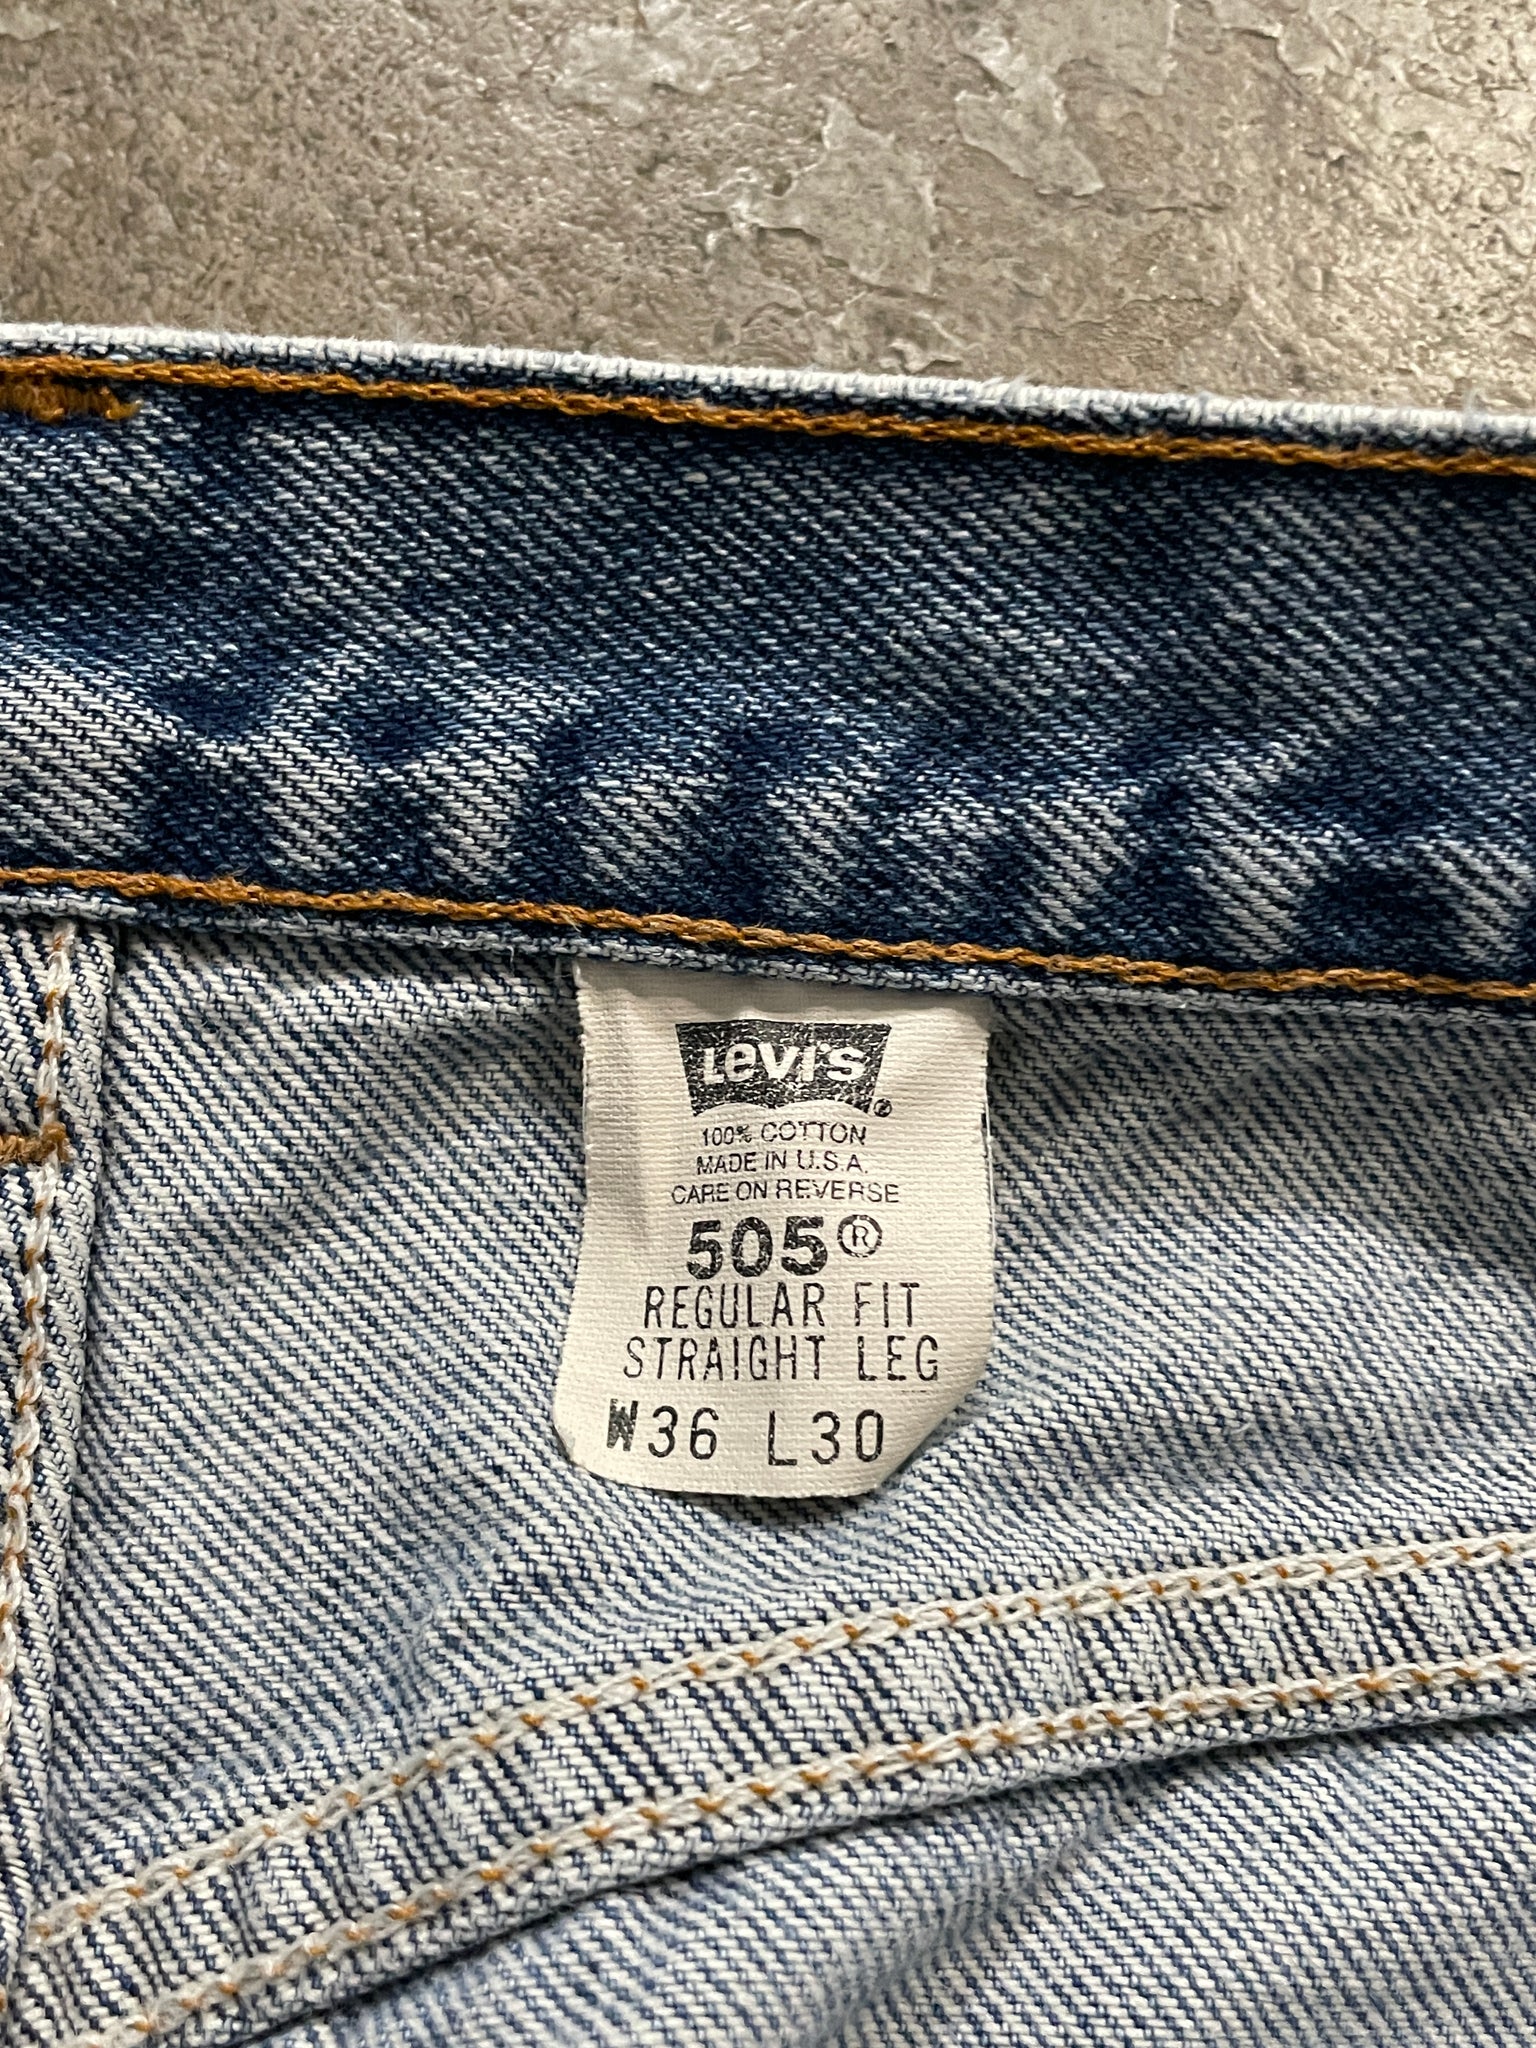 Levi's®
100% COTTON
MADE IN U.S.A.
CARE ON REVERSE
505®
REGULAR FIT
STRAIGHT LEG
W36 L30